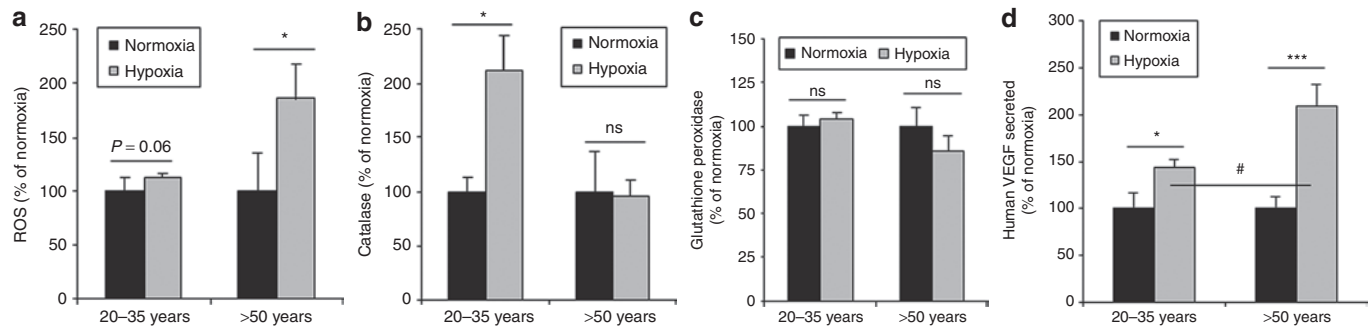 a
250
200
150
100
50
0
ROS (% of normoxia)
Normoxia
Hypoxia
P = 0.06
*
20–35 years
>50 years
b
250
200
150
100
50
0
Catalase (% of normoxia)
*
Normoxia
Hypoxia
ns
20–35 years
>50 years
c
150
125
100
75
50
25
0
Glutathione peroxidase
(% of normoxia)
Normoxia Hypoxia
ns
ns
20–35 years
>50 years
d
300
250
200
150
100
50
0
Human VEGF secreted
(% of normoxia)
Normoxia
Hypoxia
*
***
#
20–35 years
>50 years